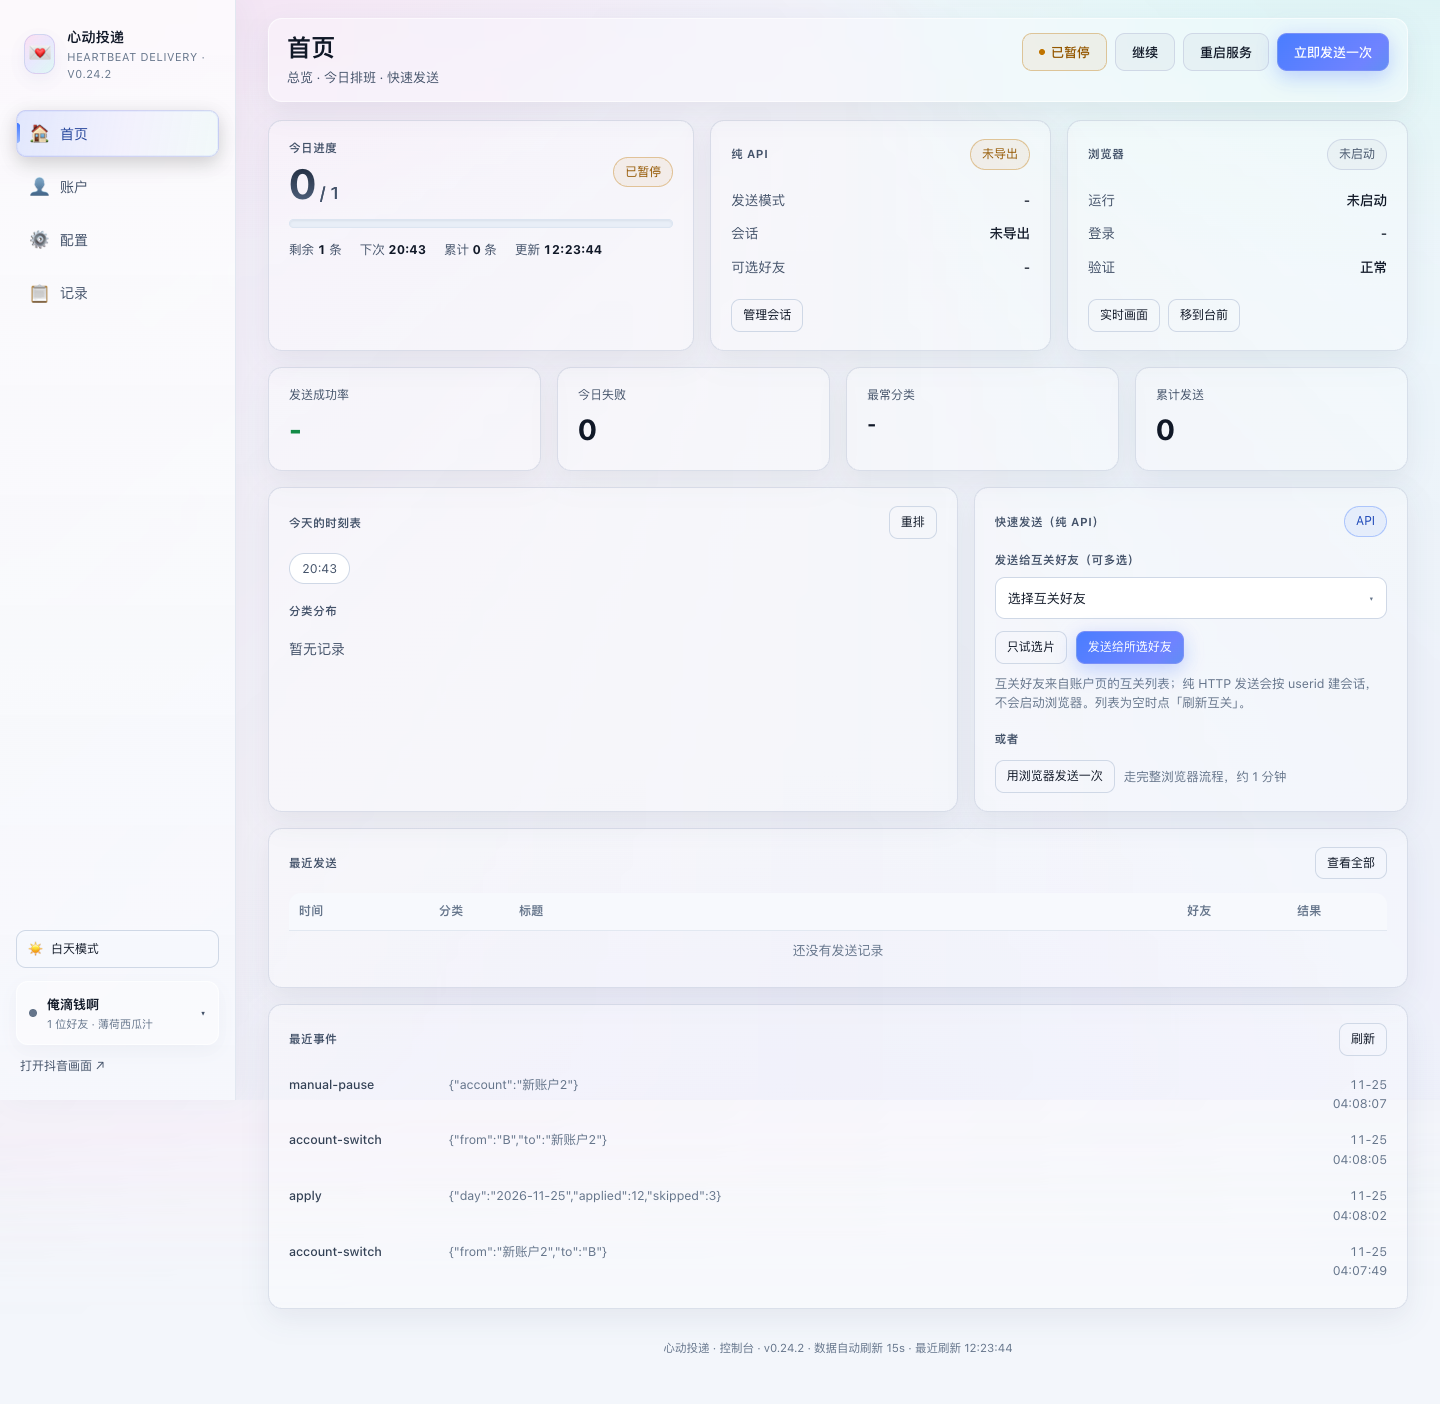 心动投递
HEARTBEAT DELIVERY ·
V0.24.2
首页
账户
配置
记录
白天模式
俺滴钱啊
1 位好友 · 薄荷西瓜汁
打开抖音画面 ↗
首页
总览 · 今日排班 · 快速发送
已暂停
继续
重启服务
立即发送一次
今日进度
0 / 1
已暂停
剩余 1 条 下次 20:43 累计 0 条 更新 12:23:44
纯 API
未导出
发送模式 -
会话 未导出
可选好友 -
管理会话
浏览器
未启动
运行 未启动
登录 -
验证 正常
实时画面
移到台前
发送成功率
-
今日失败
0
最常分类
-
累计发送
0
今天的时刻表
重排
20:43
分类分布
暂无记录
快速发送（纯 API）
API
发送给互关好友（可多选）
选择互关好友
只试选片
发送给所选好友
互关好友来自账户页的互关列表；纯 HTTP 发送会按 userid 建会话，
不会启动浏览器。列表为空时点「刷新互关」。
或者
用浏览器发送一次
走完整浏览器流程，约 1 分钟
最近发送
查看全部
时间 分类 标题 好友 结果
还没有发送记录
最近事件
刷新
manual-pause {"account":"新账户2"} 11-25
04:08:07
account-switch {"from":"B","to":"新账户2"} 11-25
04:08:05
apply {"day":"2026-11-25","applied":12,"skipped":3} 11-25
04:08:02
account-switch {"from":"新账户2","to":"B"} 11-25
04:07:49
心动投递 · 控制台 · v0.24.2 · 数据自动刷新 15s · 最近刷新 12:23:44